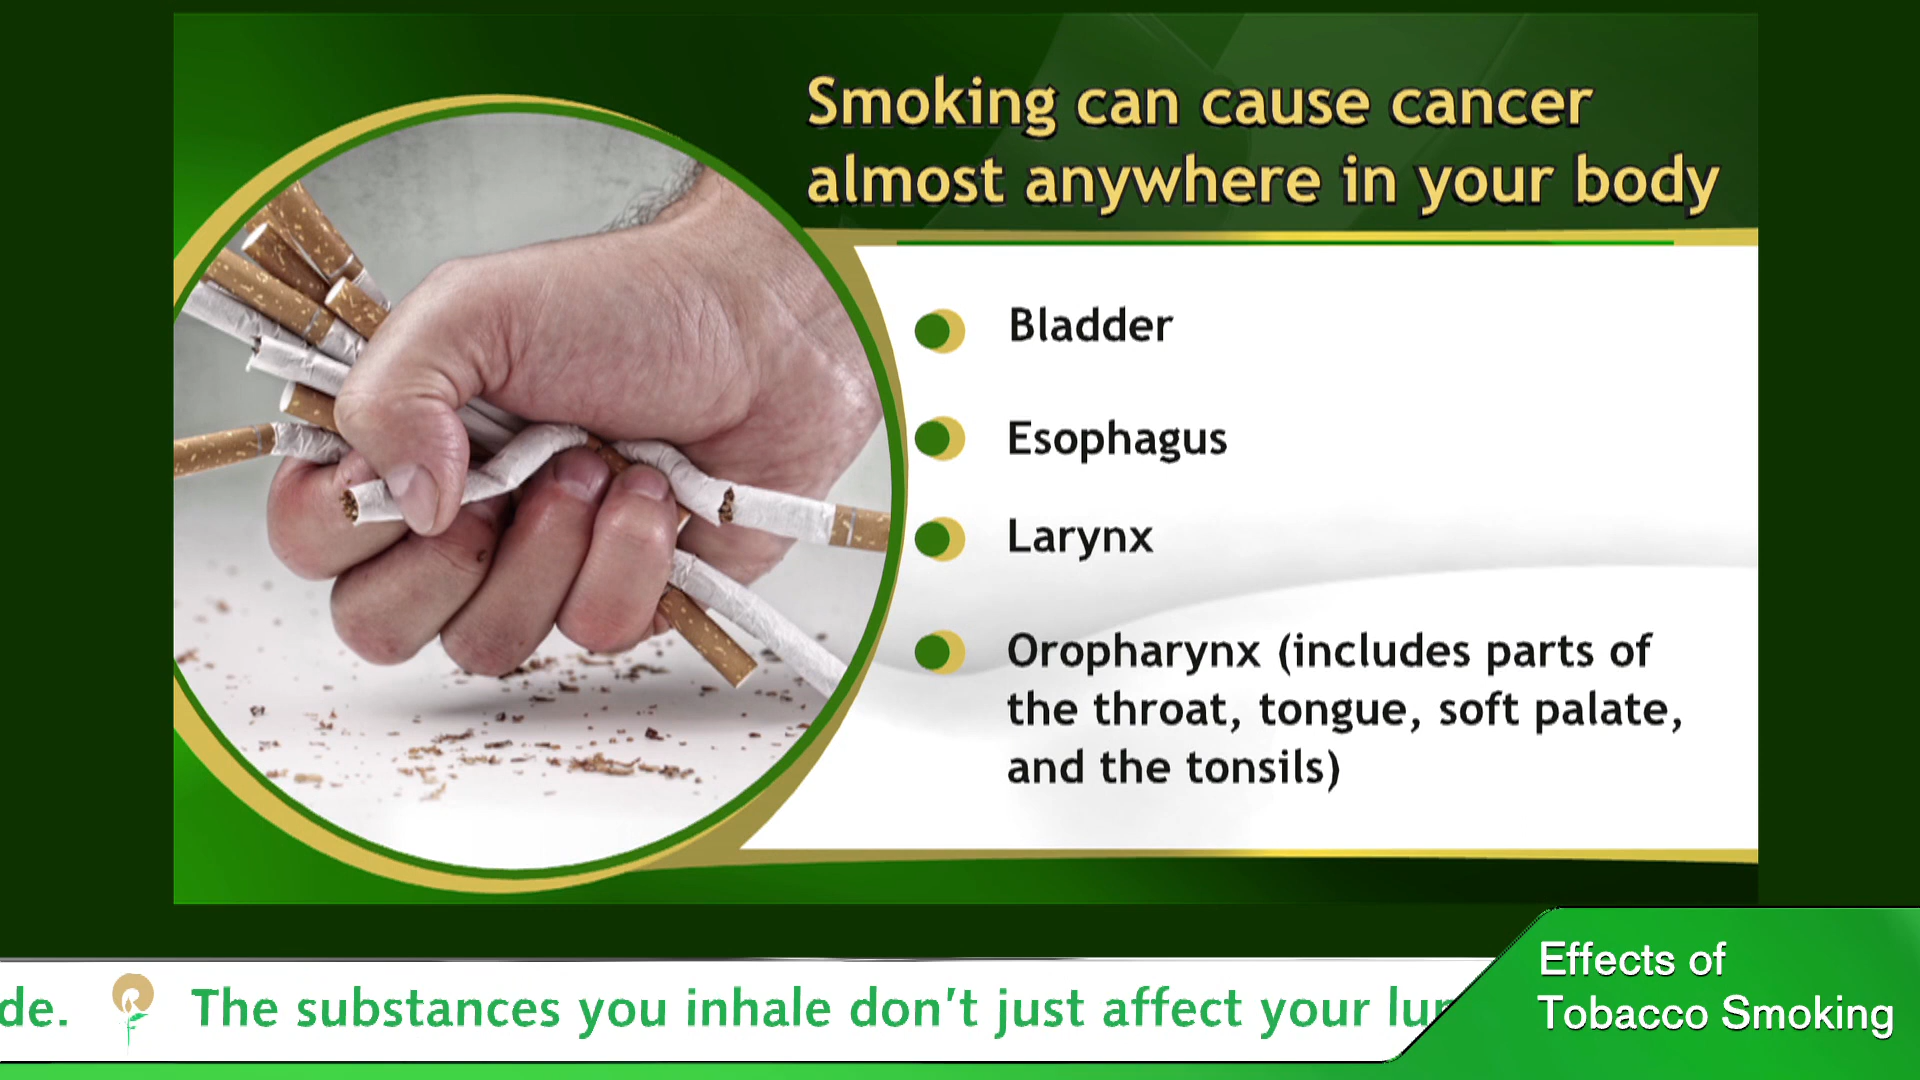 Smoking can cause cancer
almost anywhere in your body
Bladder
Esophagus
Larynx
Oropharynx (includes parts of
the throat, tongue, soft palate,
and the tonsils)
Effects of
Tobacco Smoking
The substances you inhale don't just affect your